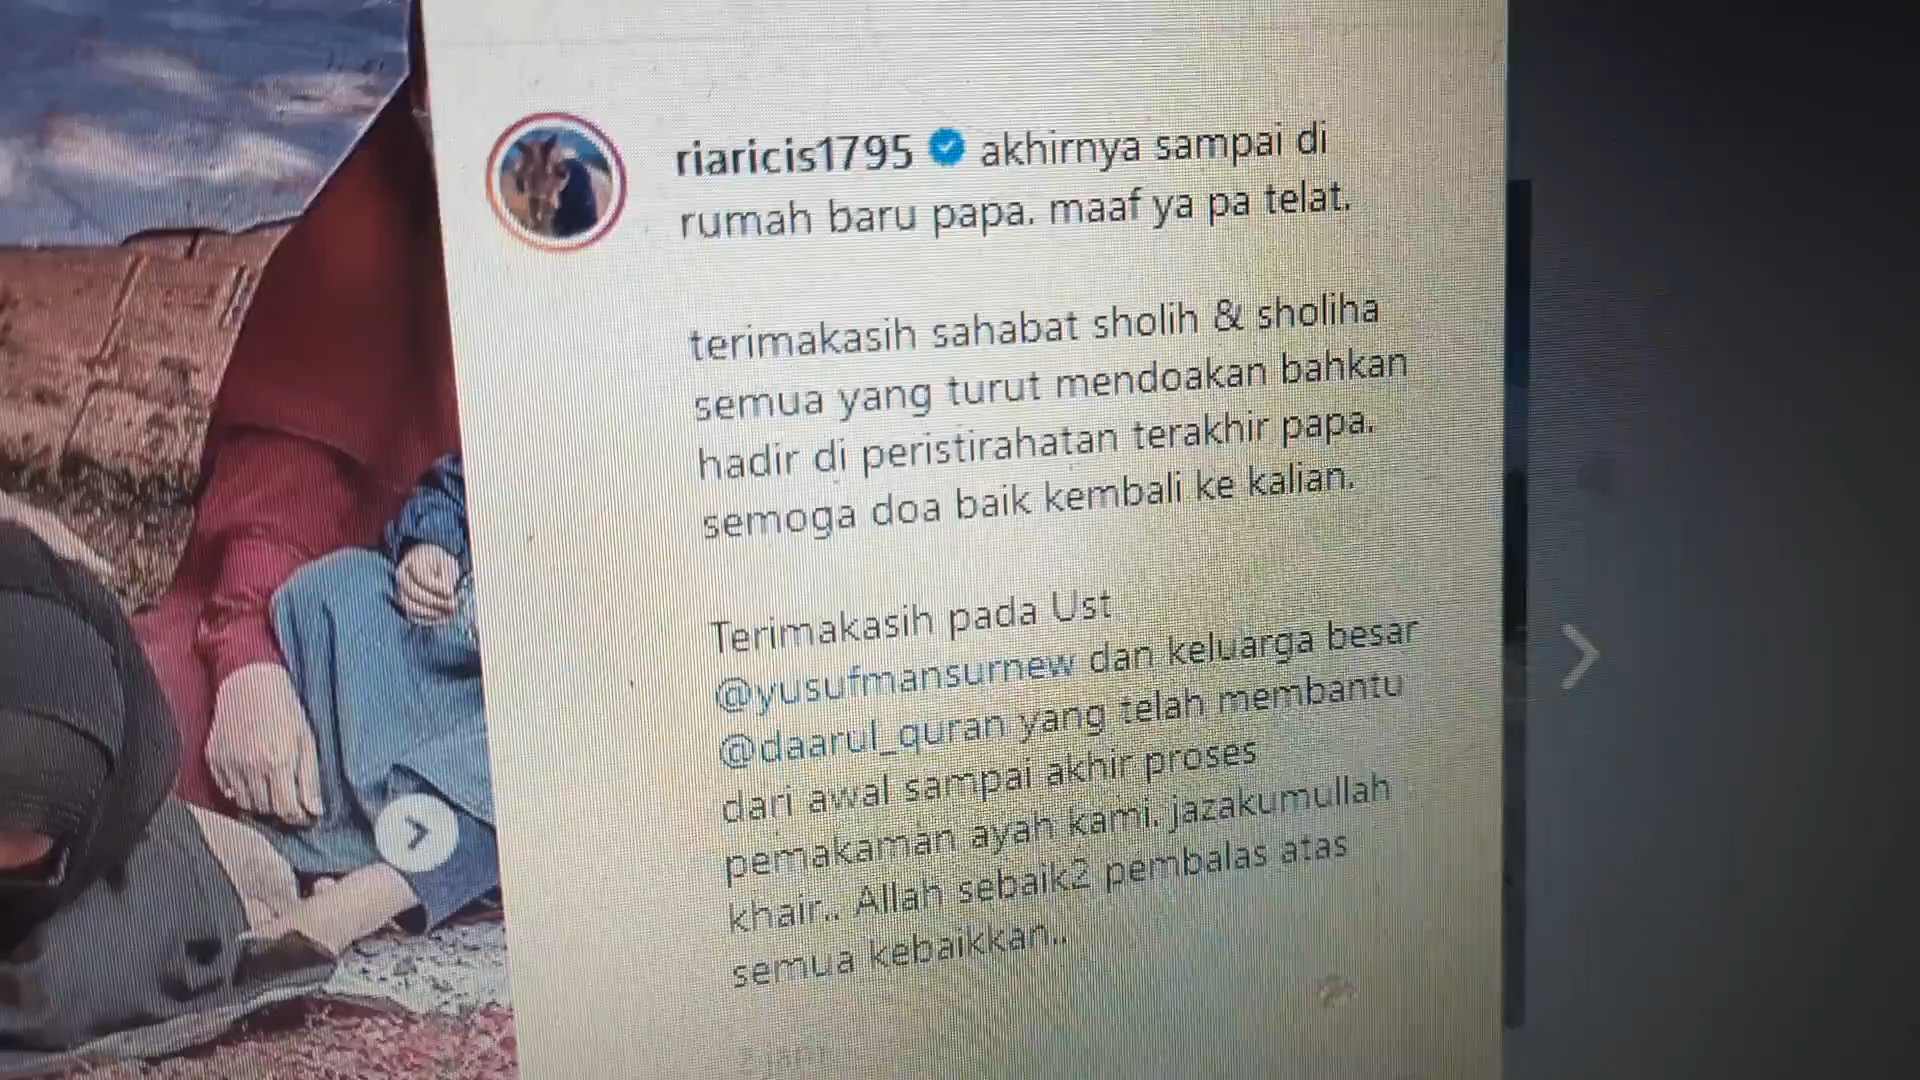 riaricis1795 akhirnya sampai di
rumah baru papa. maaf ya pa telat.
terimakasih sahabat sholih & sholiha
semua yang turut mendoakan bahkan
hadir di peristirahatan terakhir papa.
semoga doa baik kembali ke kalian.
Terimakasih pada Ust
@yusufmansurnew dan keluarga besar
@daarul_quran yang telah membantu
dari awal sampai akhir proses
pemakaman ayah kami. jazakumullah
khair.. Allah sebaik2 pembalas atas
semua kebaikkan..